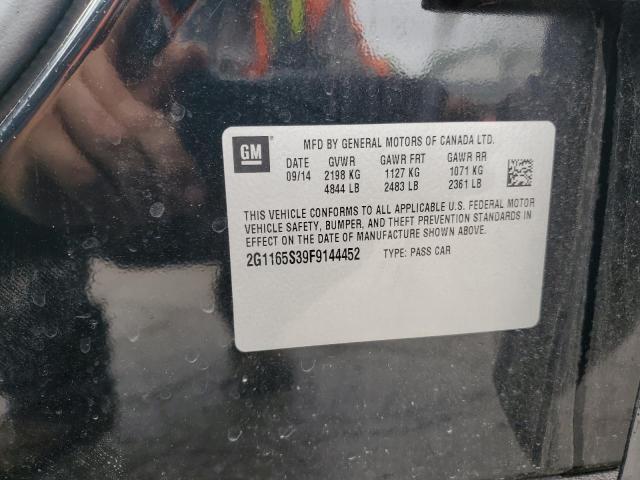 GM
MFD BY GENERAL MOTORS OF CANADA LTD.
DATE GVWR GAWR FRT GAWR RR
09/14 2198 KG 1127 KG 1071 KG
4844 LB 2483 LB 2361 LB
THIS VEHICLE CONFORMS TO ALL APPLICABLE U.S. FEDERAL MOTOR
VEHICLE SAFETY, BUMPER, AND THEFT PREVENTION STANDARDS IN
EFFECT ON THE DATE OF MANUFACTURE SHOWN ABOVE.
2G1165S39F9144452 TYPE: PASS CAR